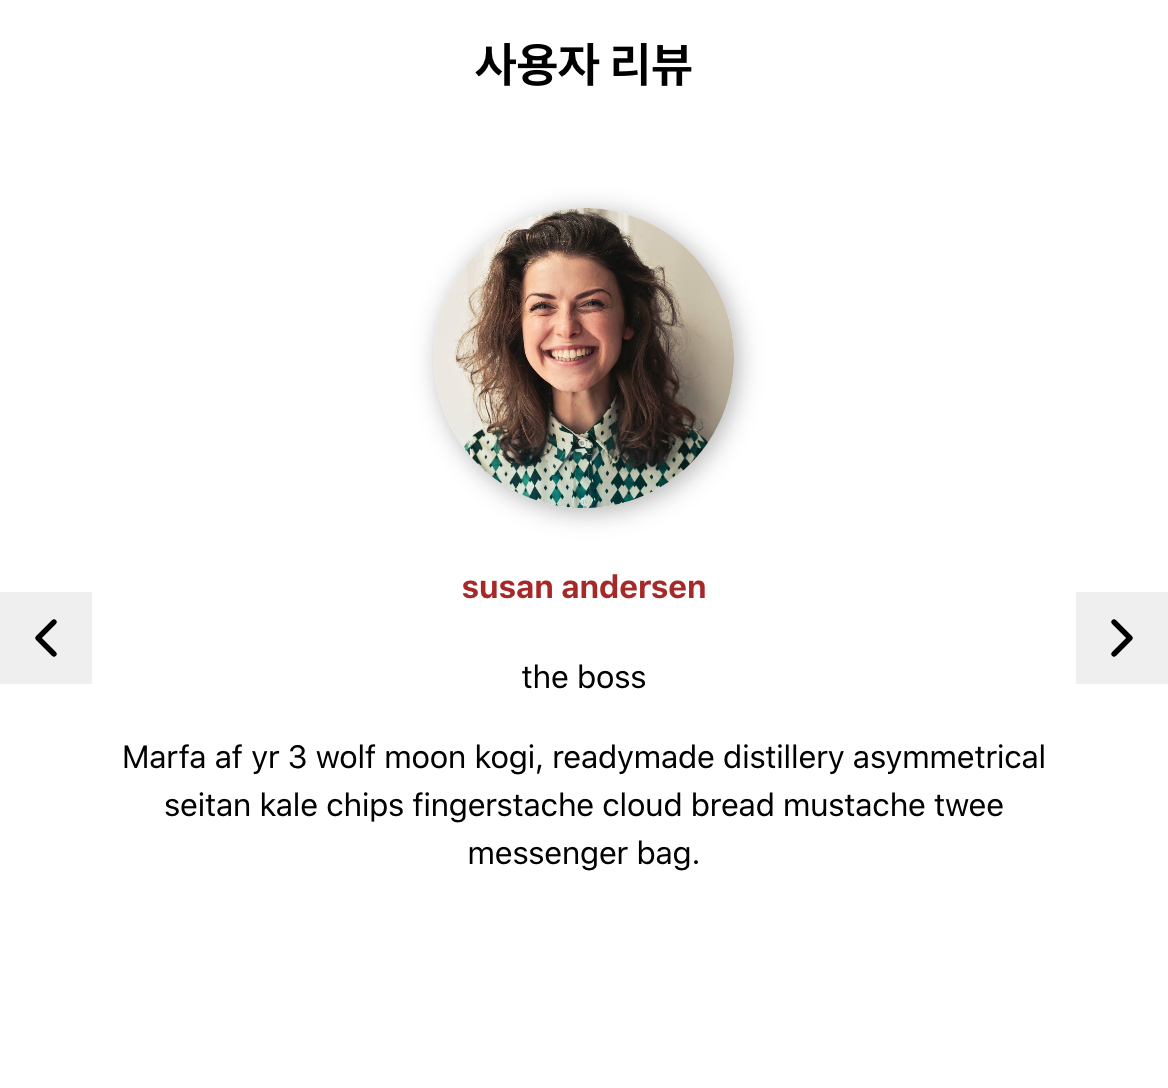 사용자 리뷰
susan andersen
the boss
Marfa af yr 3 wolf moon kogi, readymade distillery asymmetrical
seitan kale chips fingerstache cloud bread mustache twee
messenger bag.